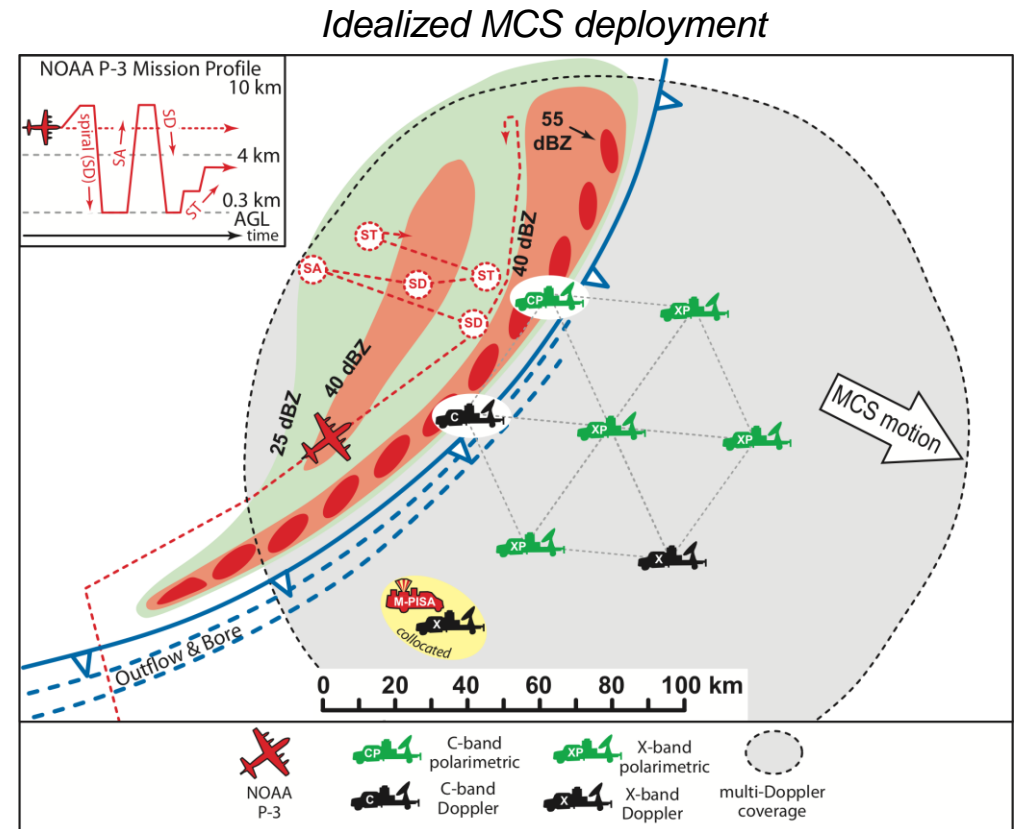 Idealized MCS deployment
NOAA P-3 Mission Profile
10 km
spiral (SD)
SA
SD
4 km
ST
0.3 km
AGL
time
55
dBZ
40 dBZ
ST
SA
SD
ST
SD
40 dBZ
25 dBZ
CP
XP
C
XP
XP
MCS motion
XP
X
M-PISA
X
collocated
Outflow & Bore
0 20 40 60 80 100 km
NOAA
P-3
CP
C-band
polarimetric
C
C-band
Doppler
XP
X-band
polarimetric
X
X-band
Doppler
multi-Doppler
coverage